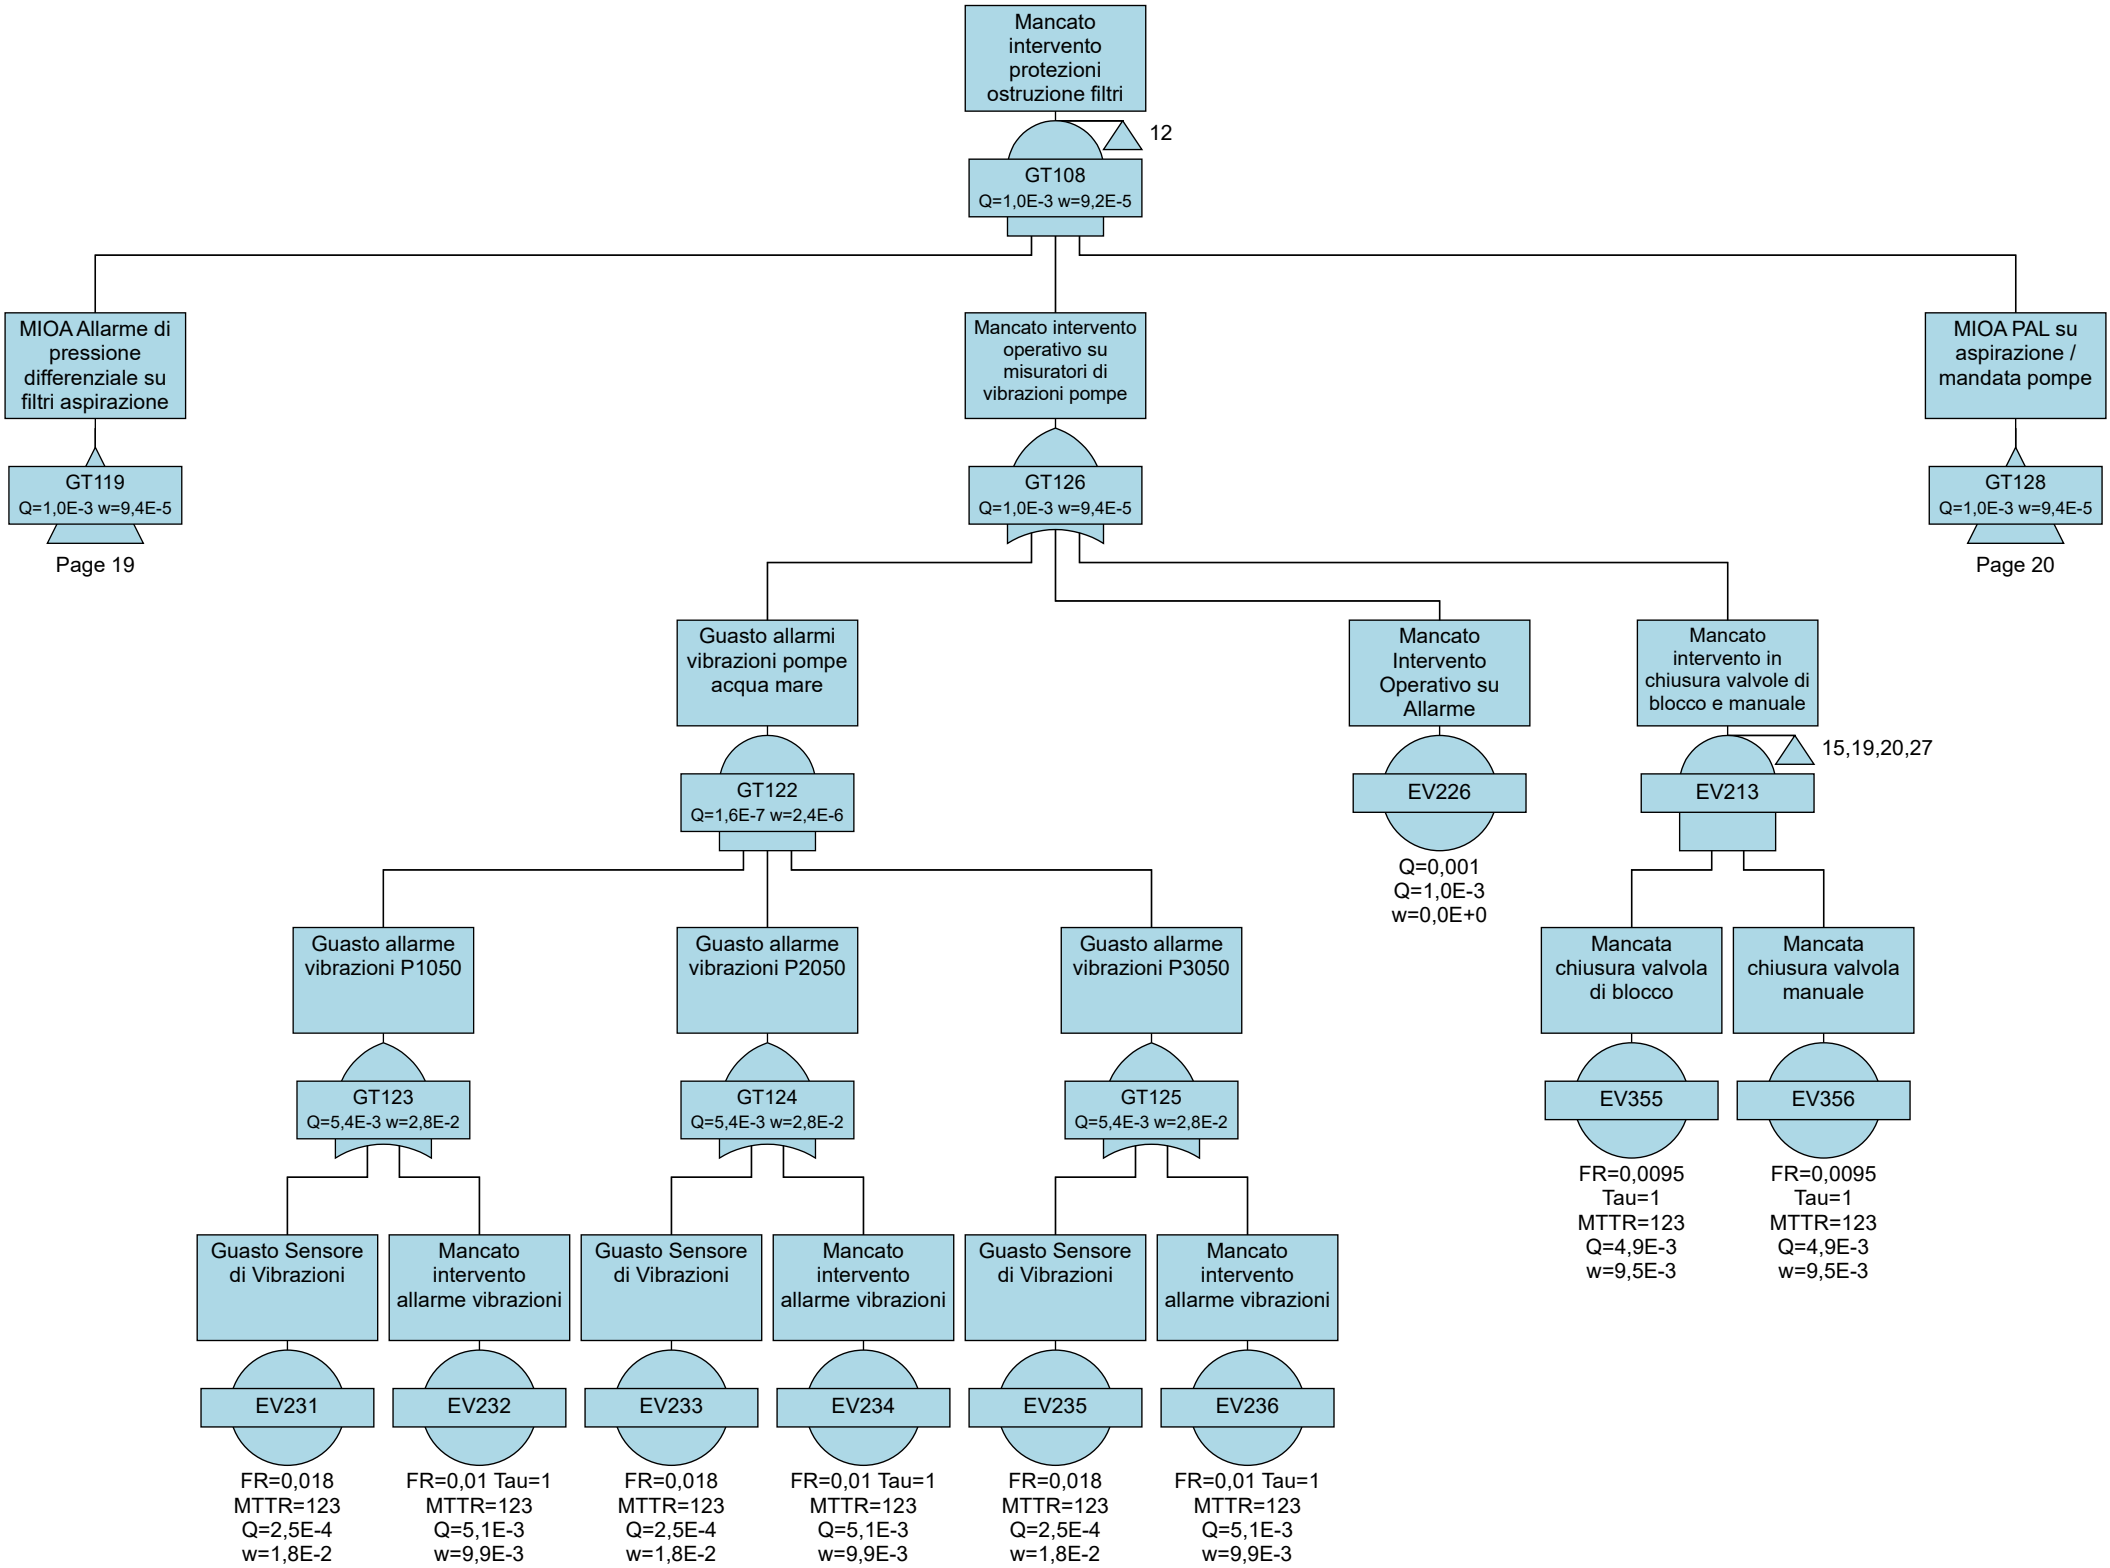 Mancato
intervento
protezioni
ostruzione filtri
12
GT108
Q=1,0E-3 w=9,2E-5
MIOA Allarme di
pressione
differenziale su
filtri aspirazione
GT119
Q=1,0E-3 w=9,4E-5
Page 19
Mancato intervento
operativo su
misuratori di
vibrazioni pompe
GT126
Q=1,0E-3 w=9,4E-5
MIOA PAL su
aspirazione /
mandata pompe
GT128
Q=1,0E-3 w=9,4E-5
Page 20
Guasto allarmi
vibrazioni pompe
acqua mare
GT122
Q=1,6E-7 w=2,4E-6
Mancato
Intervento
Operativo su
Allarme
EV226
Q=0,001
Q=1,0E-3
w=0,0E+0
Mancato
intervento in
chiusura valvole di
blocco e manuale
15,19,20,27
EV213
Guasto allarme
vibrazioni P1050
GT123
Q=5,4E-3 w=2,8E-2
Guasto allarme
vibrazioni P2050
GT124
Q=5,4E-3 w=2,8E-2
Guasto allarme
vibrazioni P3050
GT125
Q=5,4E-3 w=2,8E-2
Mancata
chiusura valvola
di blocco
EV355
FR=0,0095
Tau=1
MTTR=123
Q=4,9E-3
w=9,5E-3
Mancata
chiusura valvola
manuale
EV356
FR=0,0095
Tau=1
MTTR=123
Q=4,9E-3
w=9,5E-3
Guasto Sensore
di Vibrazioni
EV231
FR=0,018
MTTR=123
Q=2,5E-4
w=1,8E-2
Mancato
intervento
allarme vibrazioni
EV232
FR=0,01 Tau=1
MTTR=123
Q=5,1E-3
w=9,9E-3
Guasto Sensore
di Vibrazioni
EV233
FR=0,018
MTTR=123
Q=2,5E-4
w=1,8E-2
Mancato
intervento
allarme vibrazioni
EV234
FR=0,01 Tau=1
MTTR=123
Q=5,1E-3
w=9,9E-3
Guasto Sensore
di Vibrazioni
EV235
FR=0,018
MTTR=123
Q=2,5E-4
w=1,8E-2
Mancato
intervento
allarme vibrazioni
EV236
FR=0,01 Tau=1
MTTR=123
Q=5,1E-3
w=9,9E-3